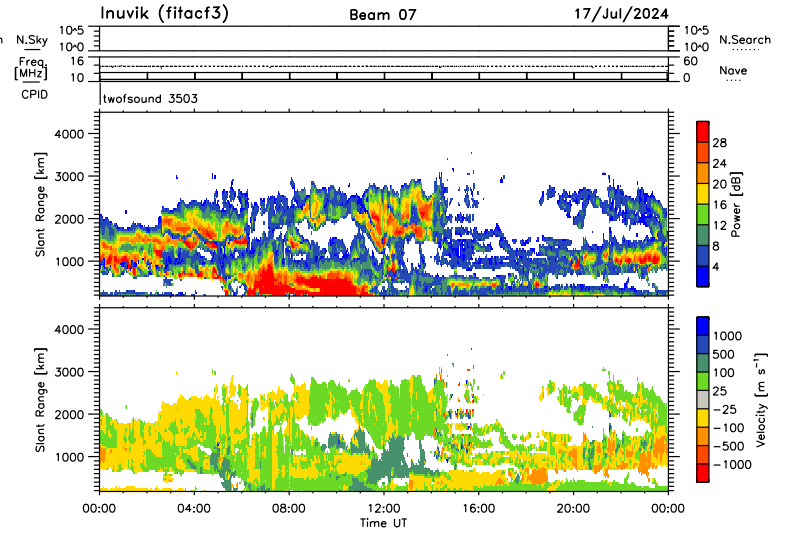 Inuvik (fitacf3) Beam 07 17/Jul/2024
n N.Sky 10^5 10^5 N.Search
10^0 10^0
Freq. [MHz] 16 60 Nave
10 0
CPID twofsound 3503
Slant Range [km]
4000
3000
2000
1000
28
24
20
16
12
8
4
Power [dB]
Slant Range [km]
4000
3000
2000
1000
1000
500
100
25
−25
−100
−500
−1000
Velocity [m s⁻¹]
00:00 04:00 08:00 12:00 16:00 20:00 00:00
Time UT